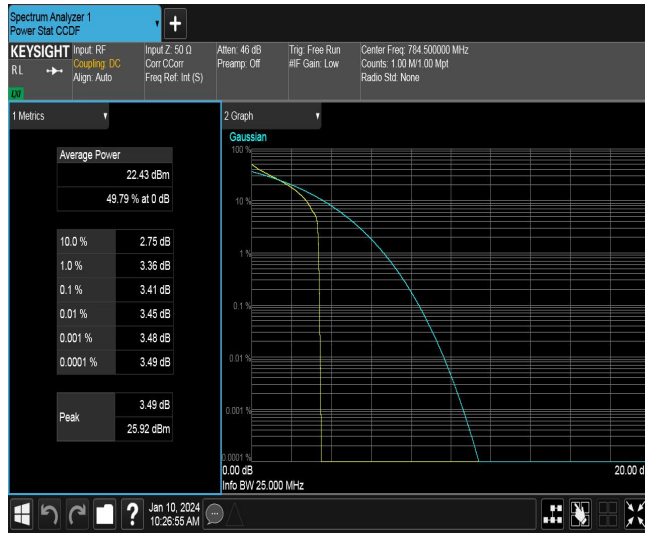 Spectrum Analyzer 1
Power Stat CCDF
+
KEYSIGHT
RL
LXI
Input: RF
Coupling: DC
Align: Auto
Input Z: 50 Ω
Corr CCorr
Freq Ref: Int (S)
Atten: 46 dB
Preamp: Off
Trig: Free Run
#IF Gain: Low
Center Freq: 784.500000 MHz
Counts: 1.00 M/1.00 Mpt
Radio Std: None
1 Metrics
Average Power
22.43 dBm
49.79 % at 0 dB
10.0 % 2.75 dB
1.0 % 3.36 dB
0.1 % 3.41 dB
0.01 % 3.45 dB
0.001 % 3.48 dB
0.0001 % 3.49 dB
Peak
3.49 dB
25.92 dBm
2 Graph
Gaussian
100 %
10 %
1 %
0.1 %
0.01 %
0.001 %
0.0001 %
0.00 dB 20.00 d
Info BW 25.000 MHz
?
Jan 10, 2024
10:26:55 AM